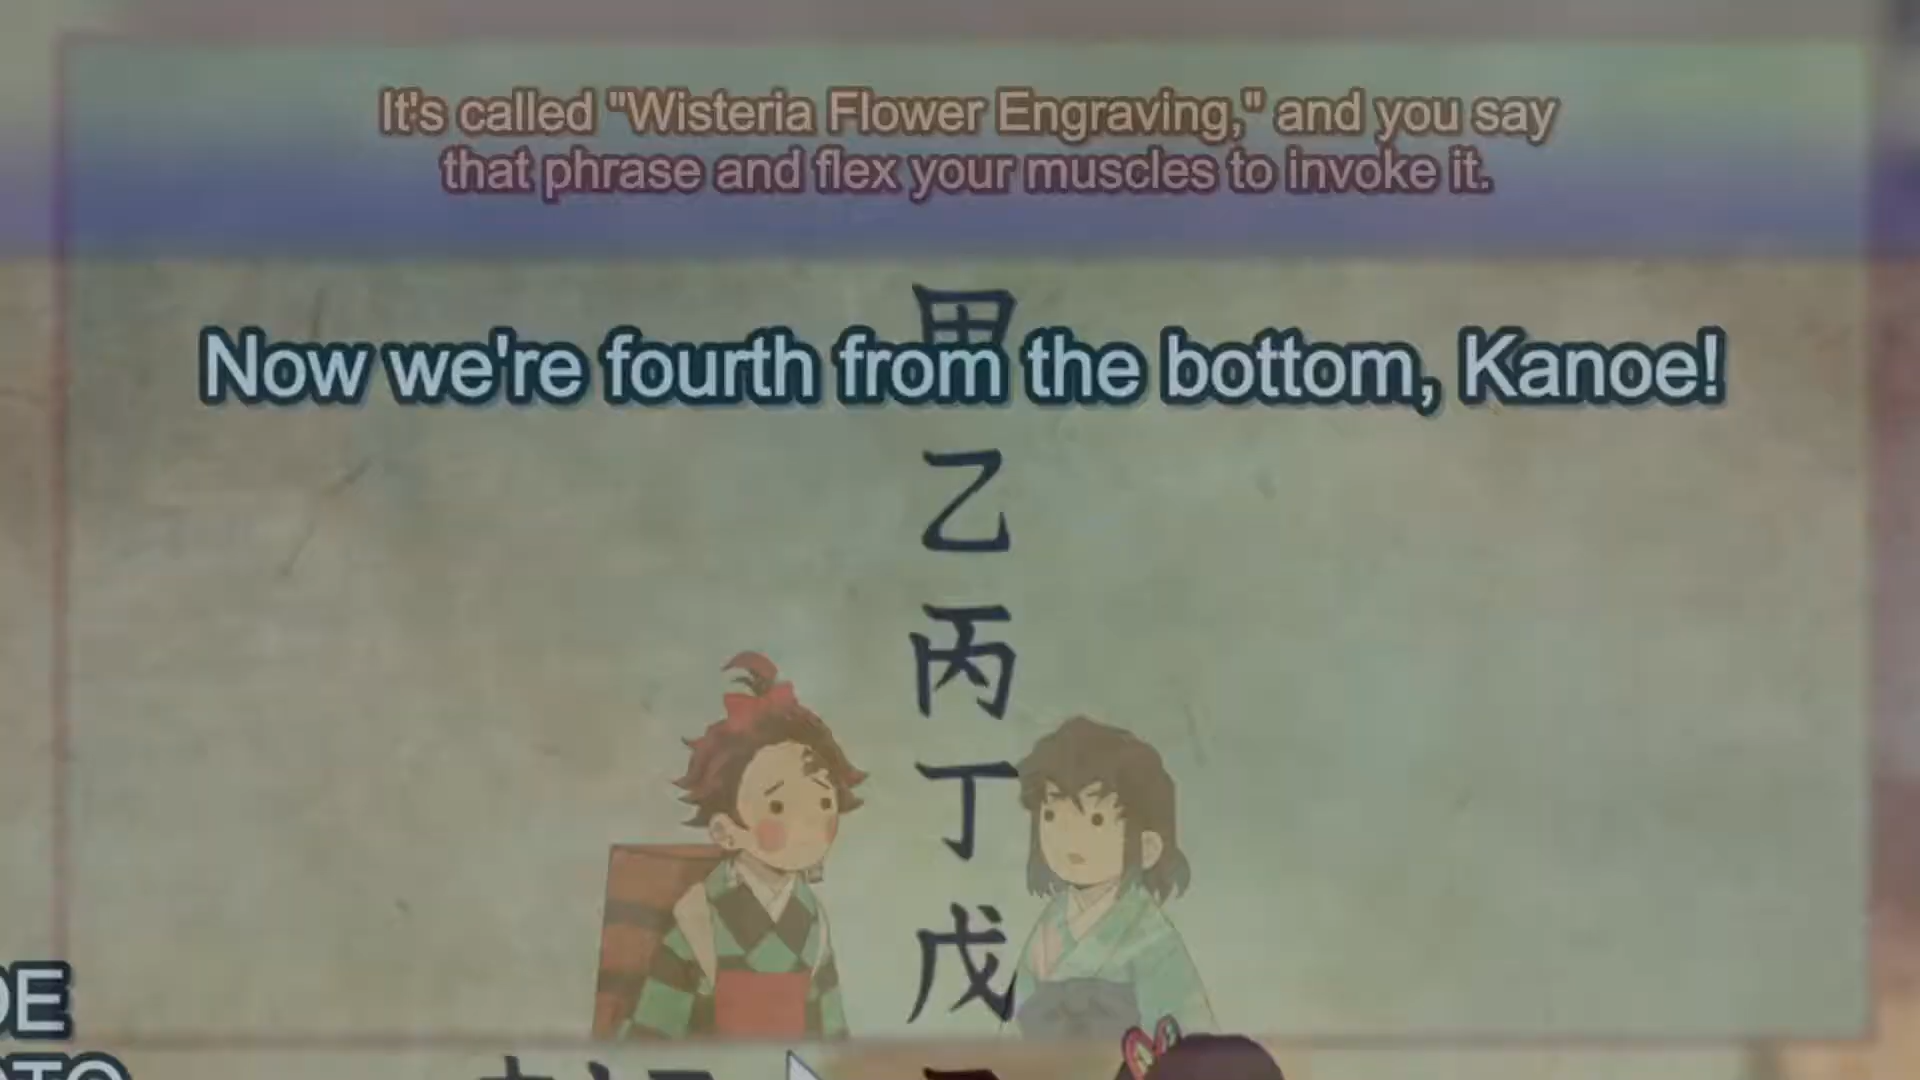 It's called "Wisteria Flower Engraving," and you say
that phrase and flex your muscles to invoke it.
甲
Now we're fourth from the bottom, Kanoe!
乙
丙
丁
戊